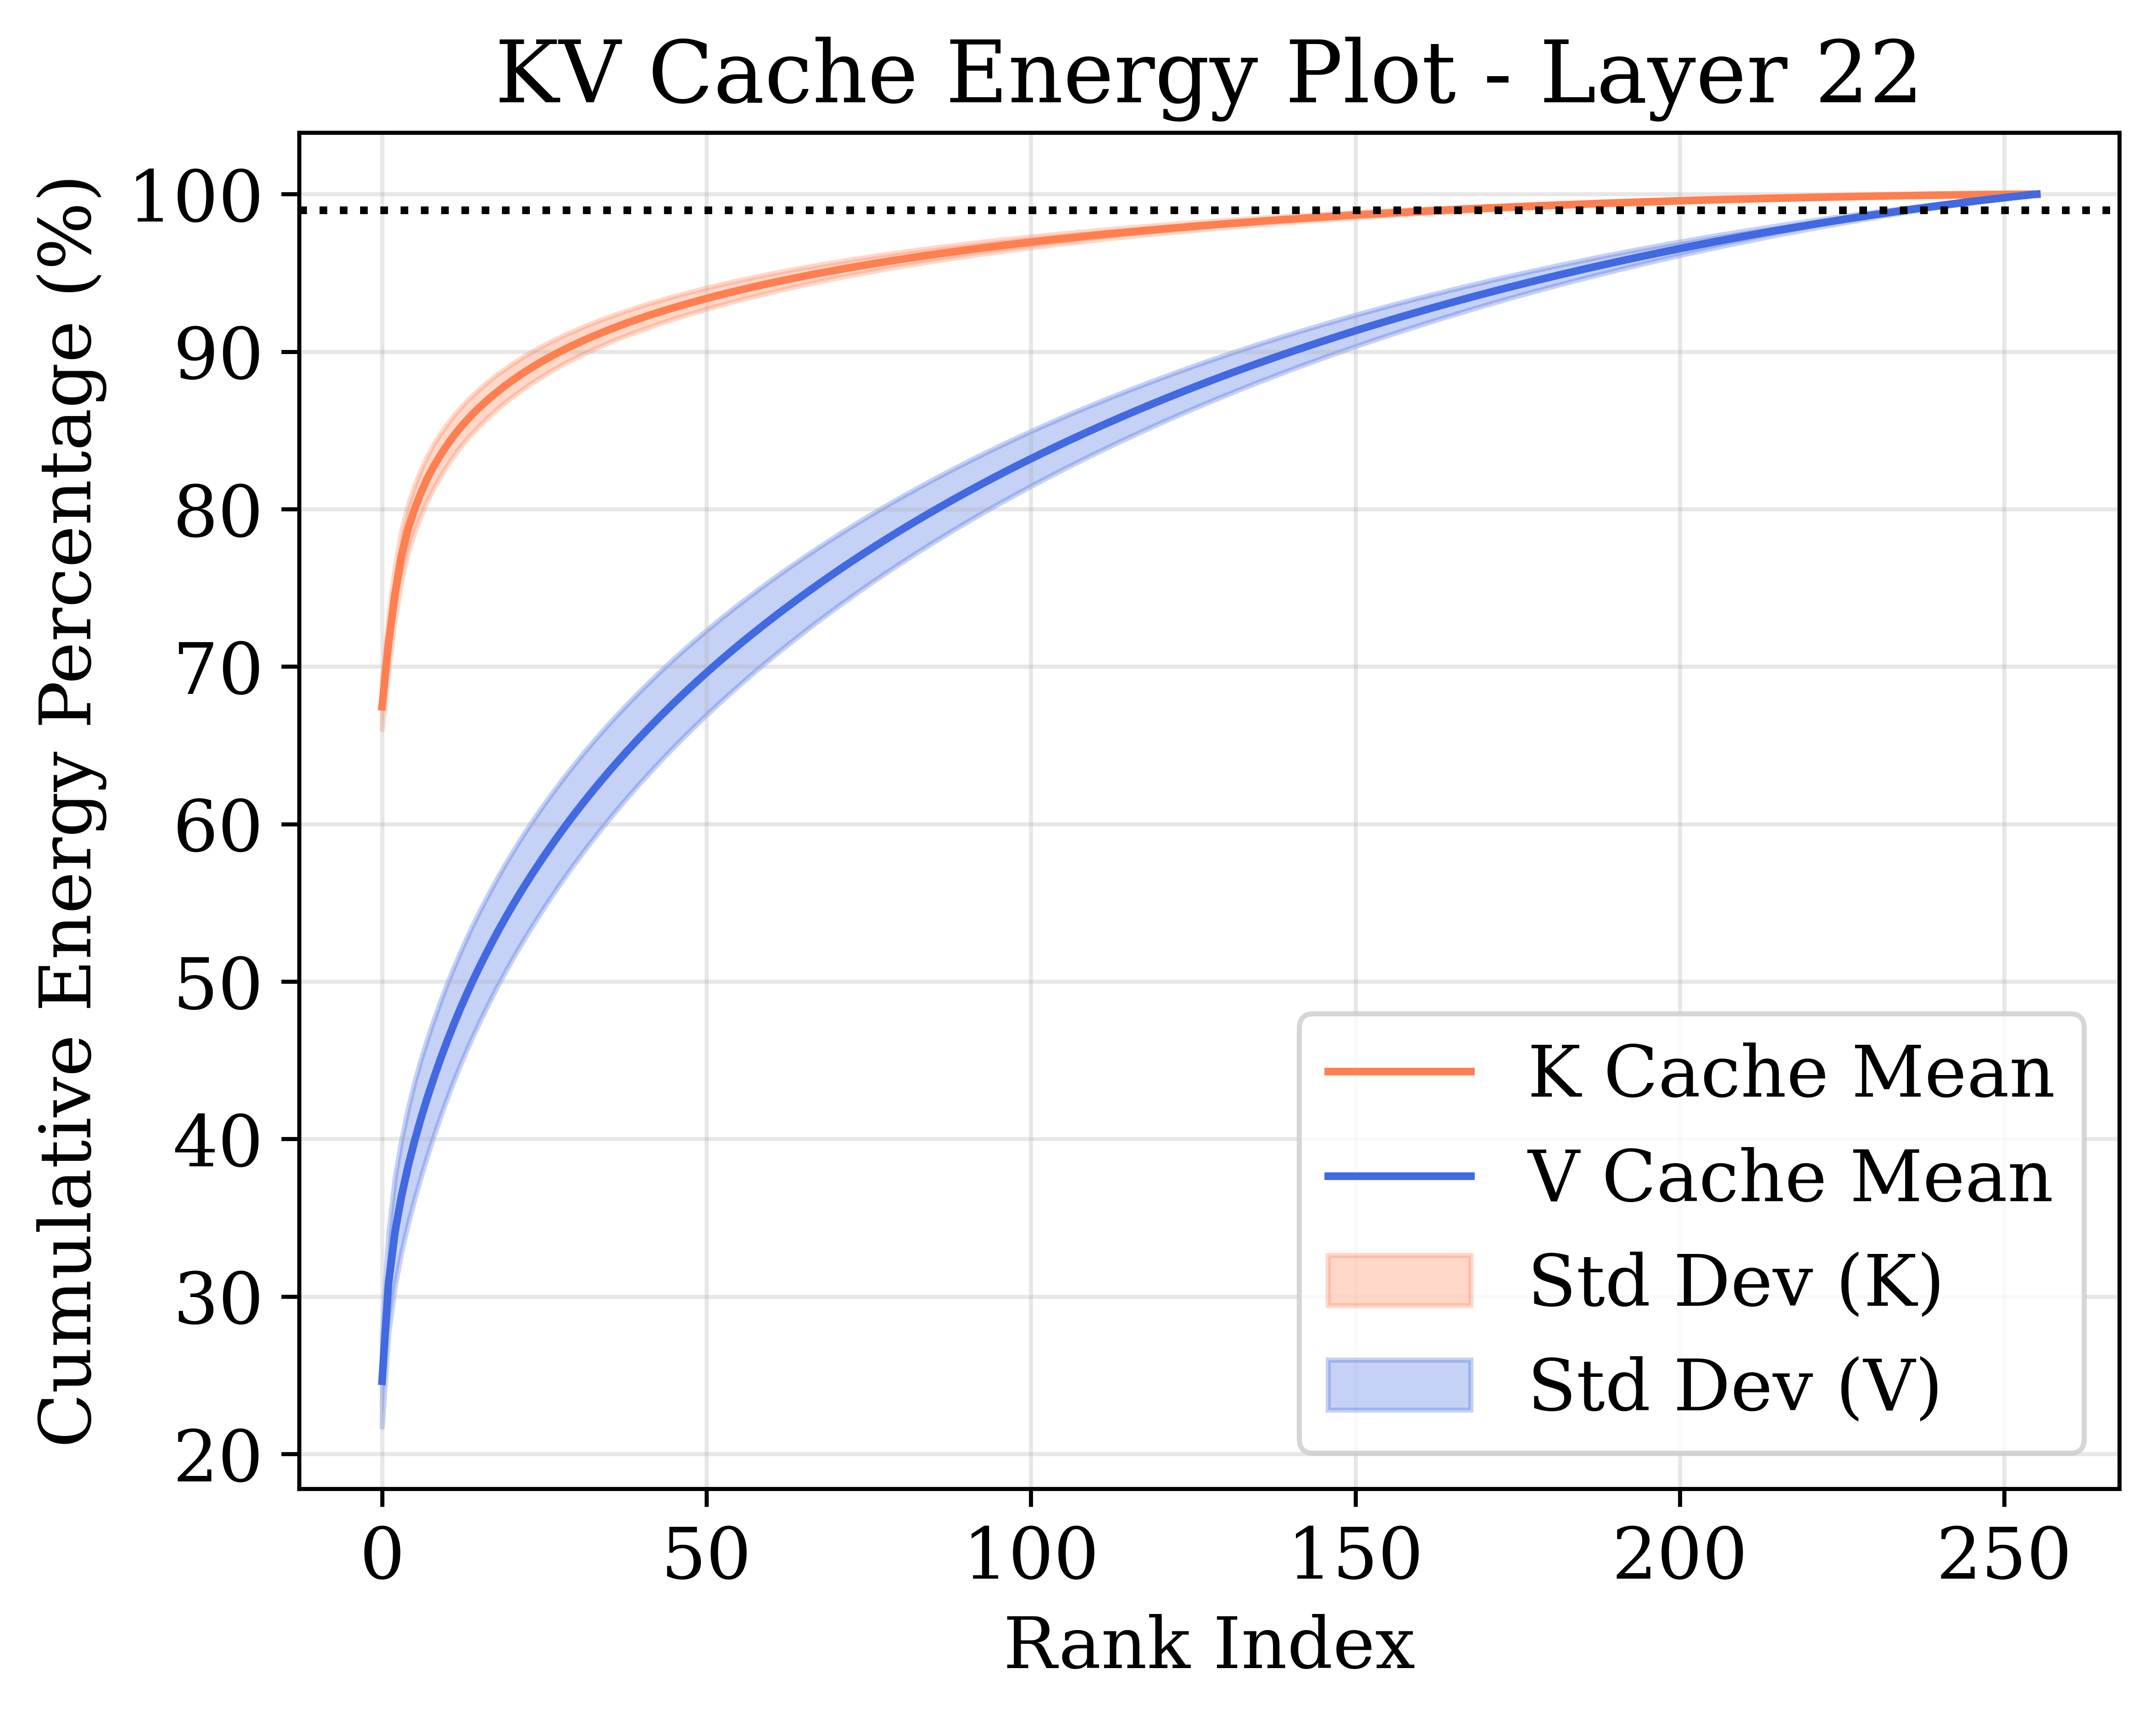 KV Cache Energy Plot - Layer 22
Cumulative Energy Percentage (%)
100
90
80
70
60
50
40
30
20
K Cache Mean
V Cache Mean
Std Dev (K)
Std Dev (V)
0 50 100 150 200 250
Rank Index